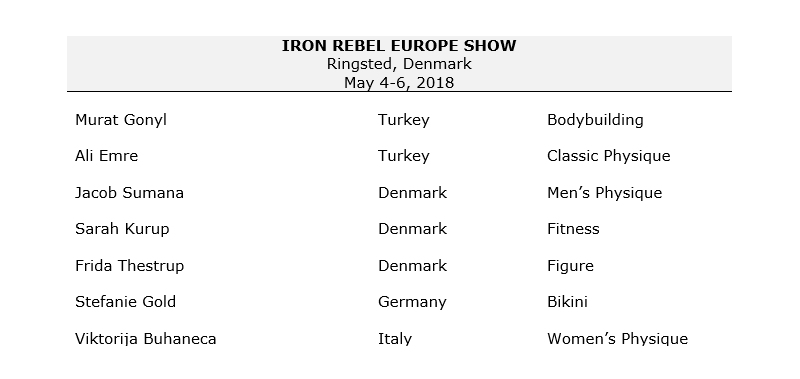 IRON REBEL EUROPE SHOW
Ringsted, Denmark
May 4-6, 2018
Murat Gonyl Turkey Bodybuilding
Ali Emre Turkey Classic Physique
Jacob Sumana Denmark Men’s Physique
Sarah Kurup Denmark Fitness
Frida Thestrup Denmark Figure
Stefanie Gold Germany Bikini
Viktorija Buhaneca Italy Women’s Physique